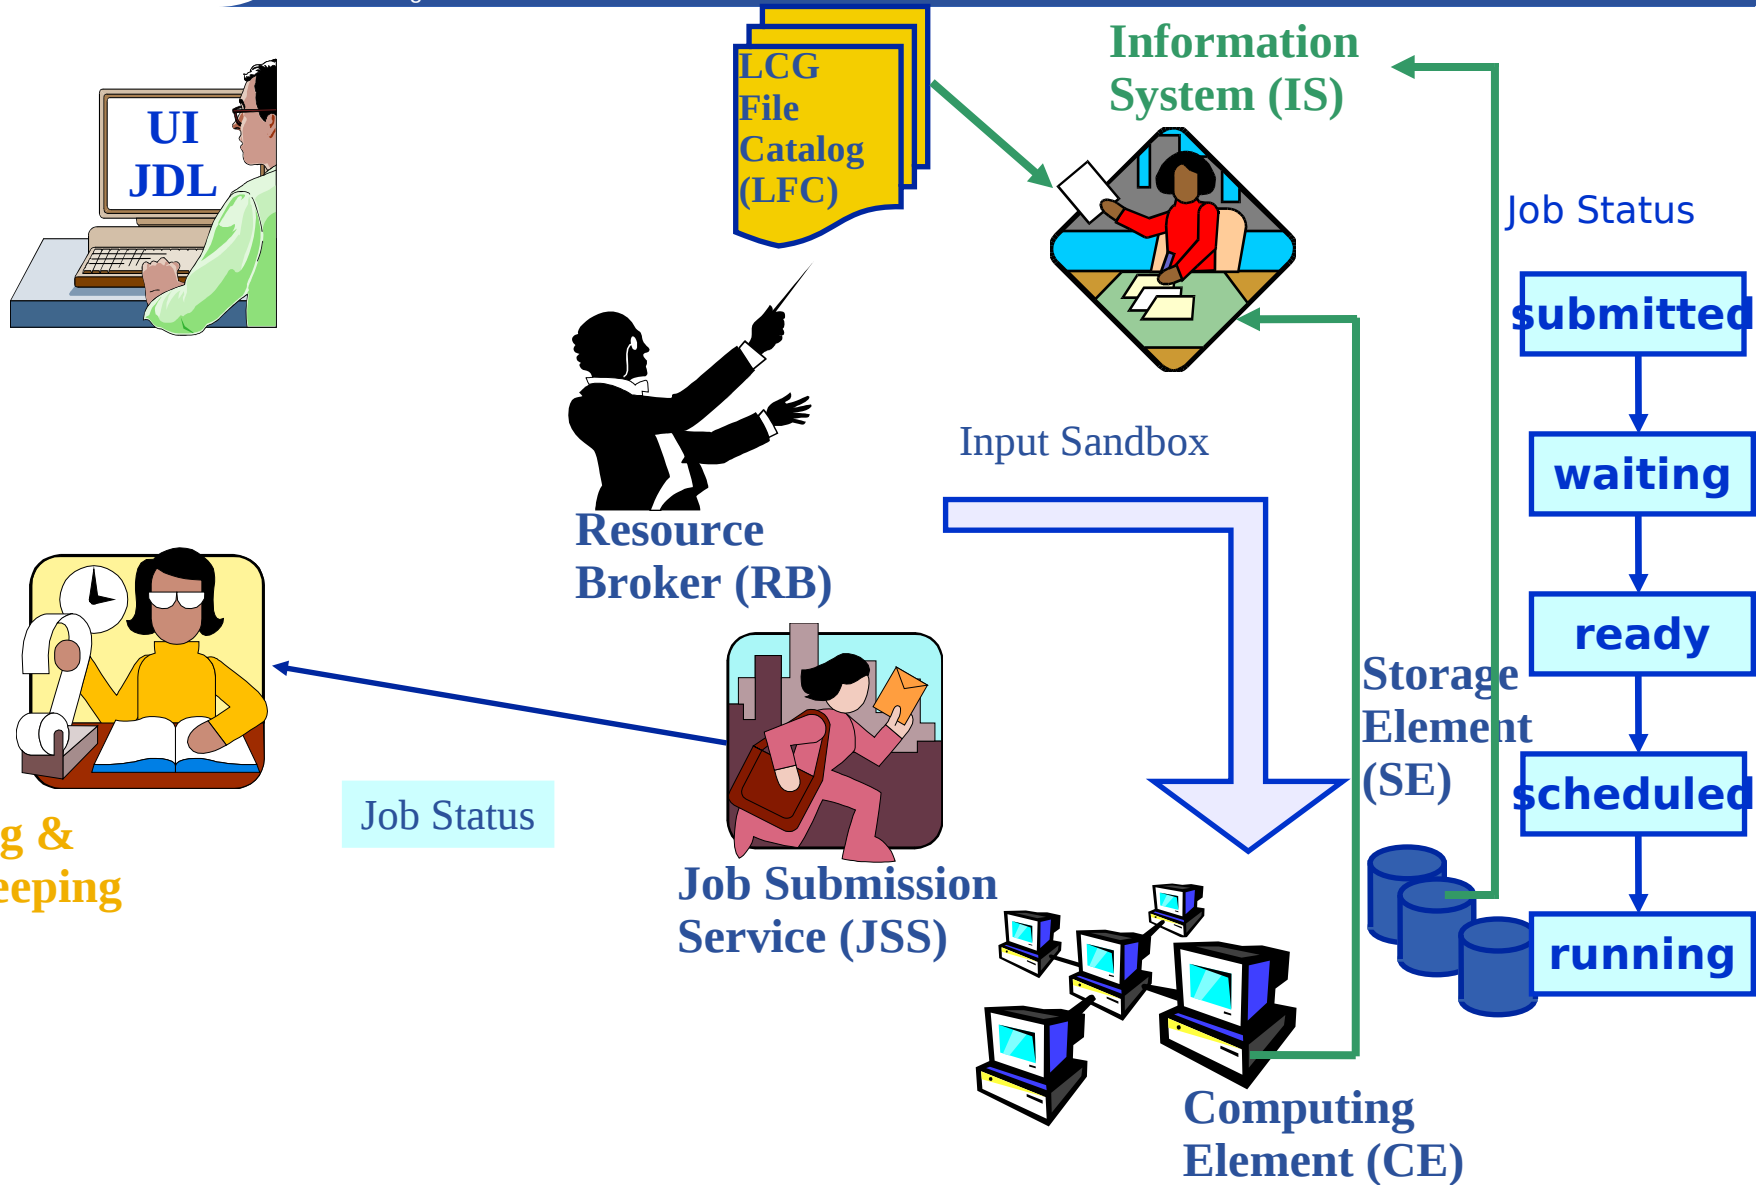 LCG
File
Catalog
(LFC)
Information
System (IS)
UI
JDL
Job Status
submitted
Input Sandbox
waiting
Resource
Broker (RB)
ready
Storage
Element
(SE)
scheduled
Job Status
g &
eeping
Job Submission
Service (JSS)
running
Computing
Element (CE)